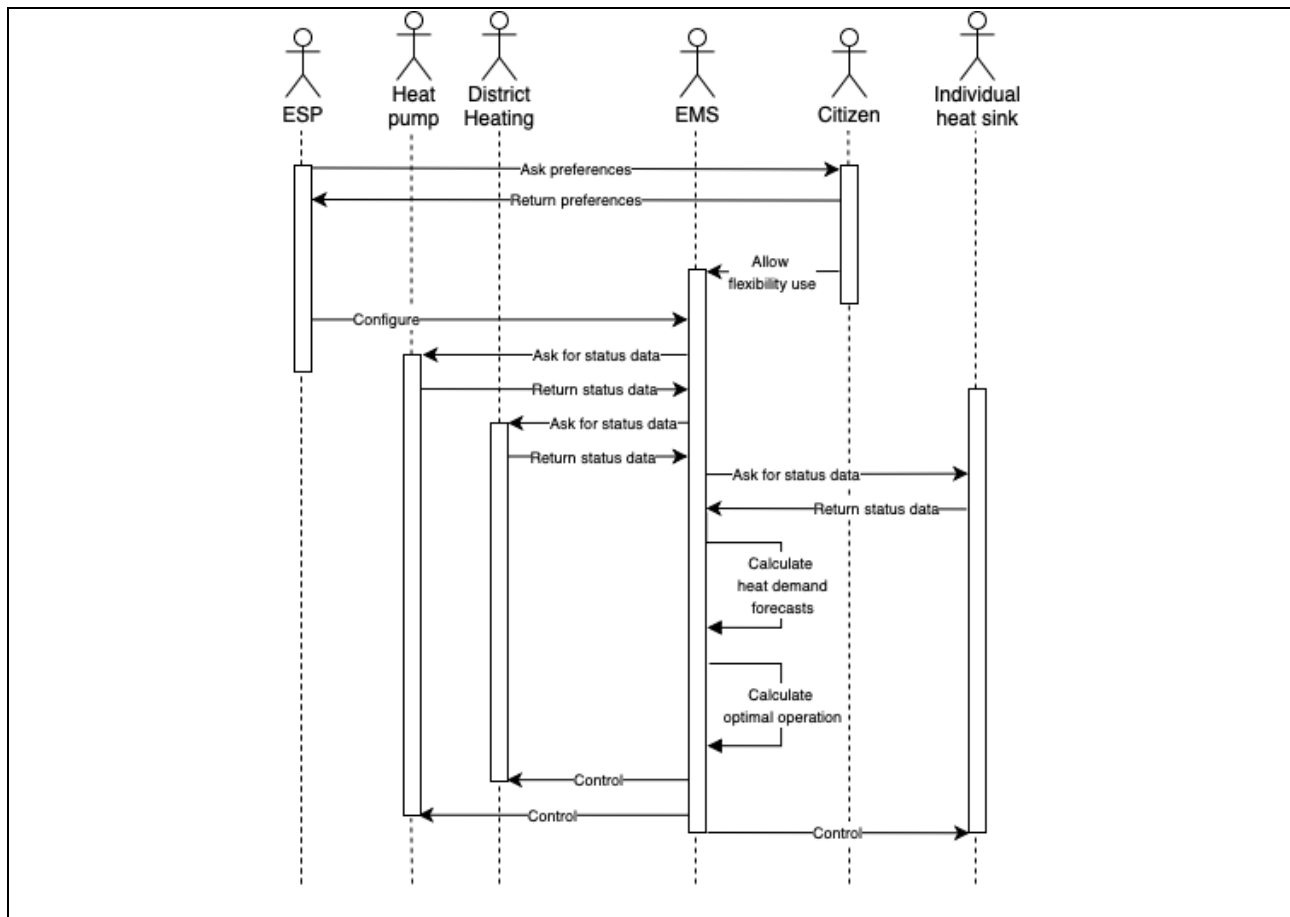 ESP
Heat
pump
District
Heating
EMS
Citizen
Individual
heat sink
Ask preferences
Return preferences
Allow
flexibility use
Configure
Ask for status data
Return status data
Ask for status data
Return status data
Ask for status data
Return status data
Calculate
heat demand
forecasts
Calculate
optimal operation
Control
Control
Control